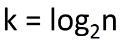 k = log₂n